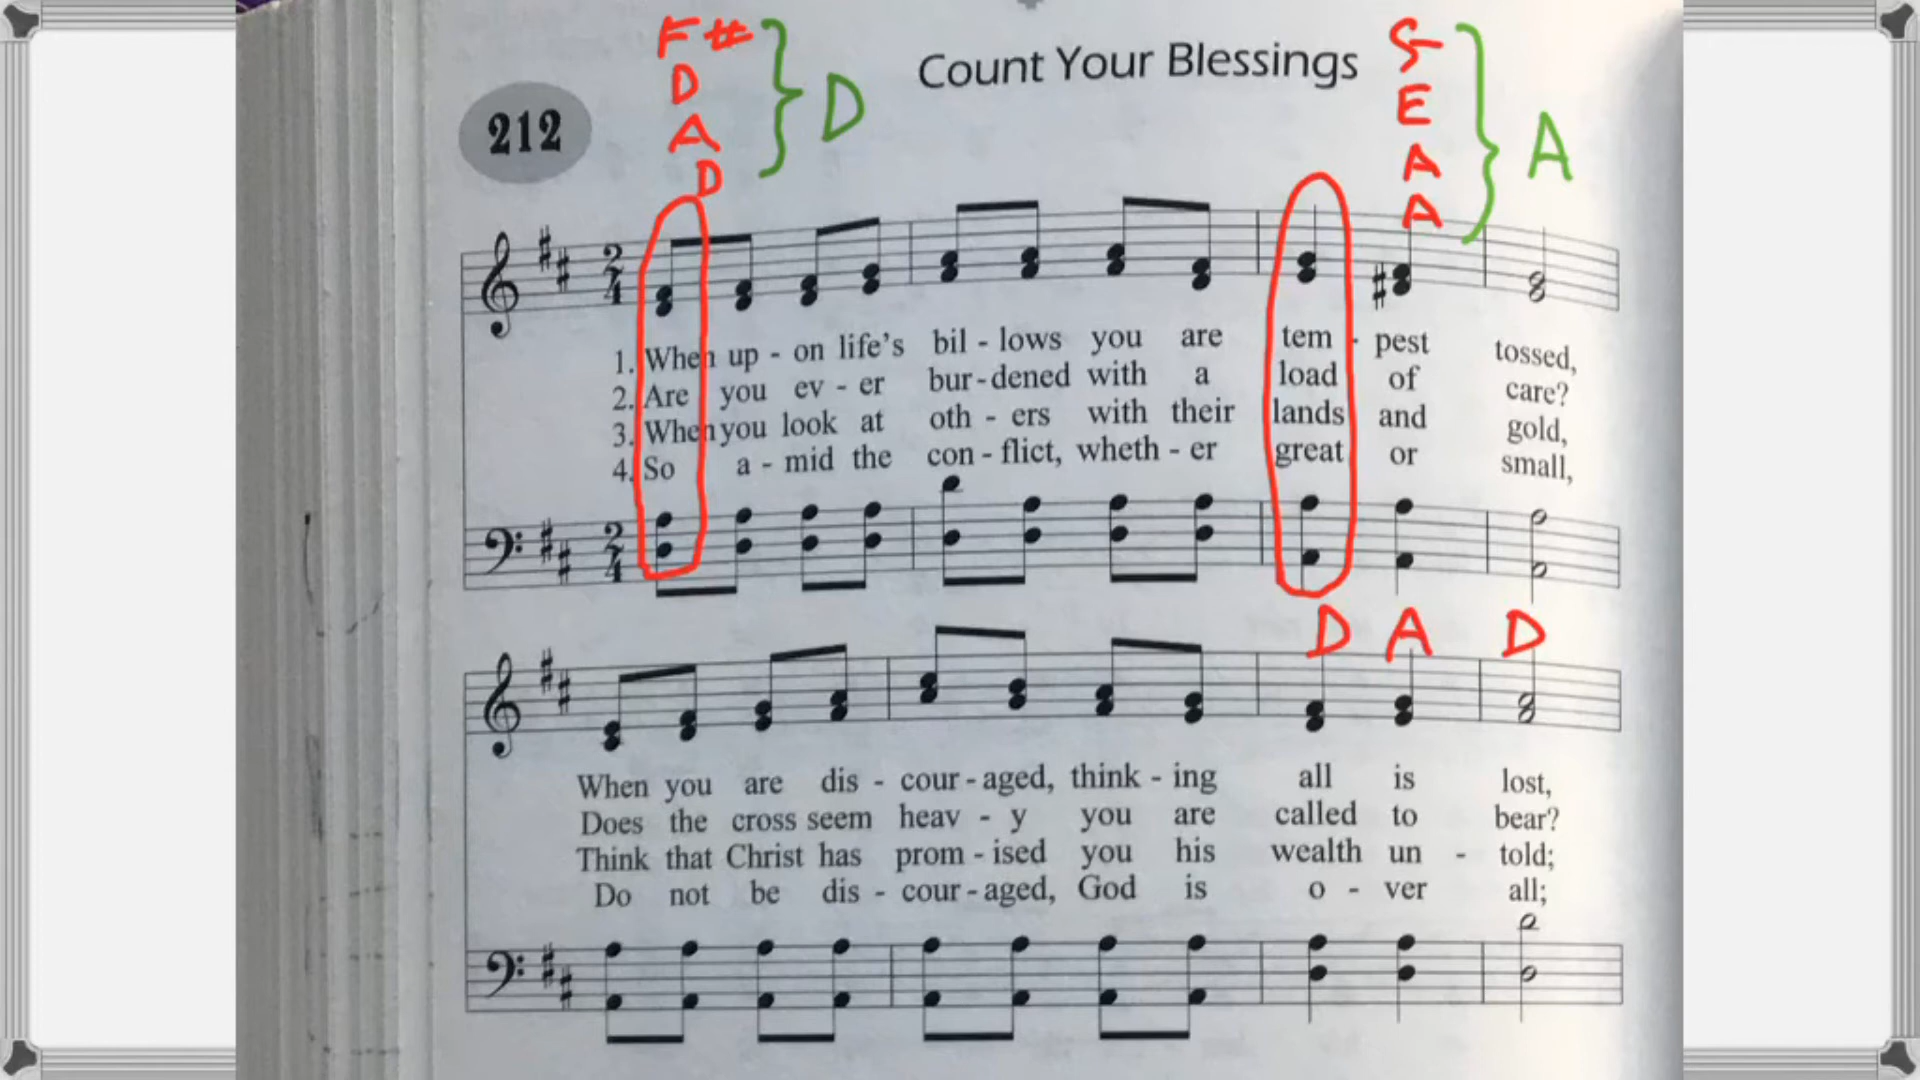 F# G
D D Count Your Blessings E
212 A A A
D A
2/4
1. When up - on life's bil - lows you are tem - pest tossed,
2. Are you ev - er bur - dened with a load of care?
3. When you look at oth - ers with their lands and gold,
4. So a - mid the con - flict, wheth - er great or small,
2/4
D A D
When you are dis - cour - aged, think - ing all is lost,
Does the cross seem heav - y you are called to bear?
Think that Christ has prom - ised you his wealth un - told;
Do not be dis - cour - aged, God is o - ver all;